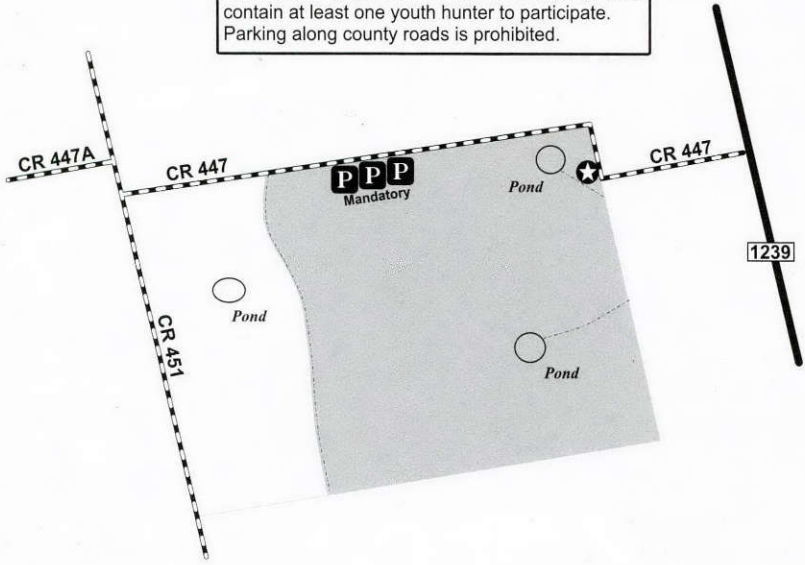 contain at least one youth hunter to participate.
Parking along county roads is prohibited.
CR 447A
CR 447
P P P
Mandatory
Pond
CR 447
1239
Pond
CR 451
Pond